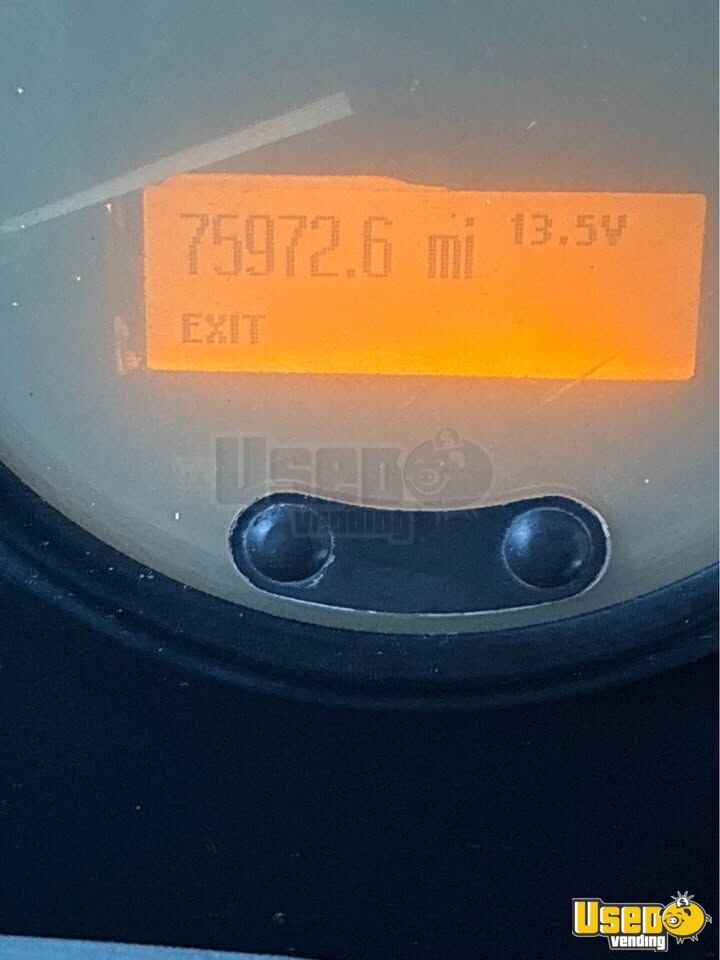 75972.6 mi 13.5V
EXIT
USED
vending
USED
vending